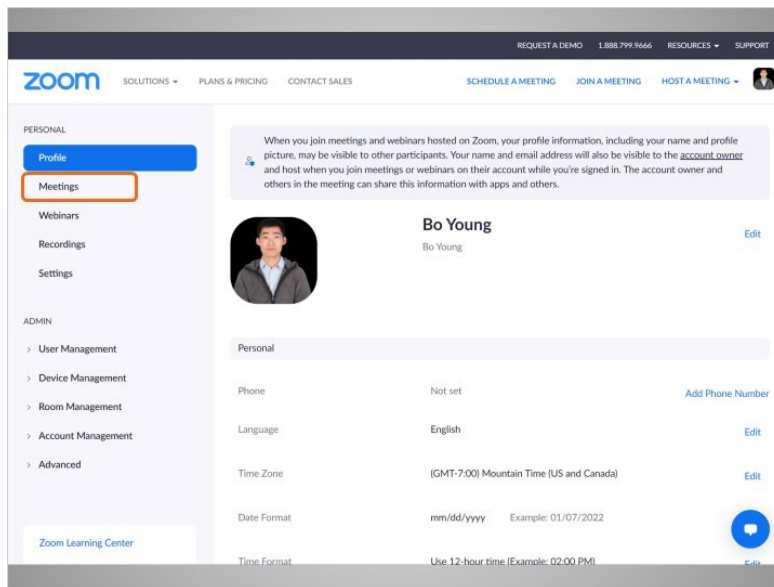 REQUEST A DEMO 1.888.799.9666 RESOURCES SUPPORT
zoom SOLUTIONS PLANS & PRICING CONTACT SALES SCHEDULE A MEETING JOIN A MEETING HOST A MEETING
PERSONAL
Profile
Meetings
Webinars
Recordings
Settings
ADMIN
User Management
Device Management
Room Management
Account Management
Advanced
Zoom Learning Center
When you join meetings and webinars hosted on Zoom, your profile information, including your name and profile
picture, may be visible to other participants. Your name and email address will also be visible to the account owner
and host when you join meetings or webinars on their account while you're signed in. The account owner and
others in the meeting can share this information with apps and others.
Bo Young
Edit
Bo Young
Personal
Phone Not set Add Phone Number
Language English Edit
Time Zone (GMT-7:00) Mountain Time (US and Canada) Edit
Date Format mm/dd/yyyy Example: 01/07/2022
Time Format Use 12-hour time (Example: 02:00 PM) Edit